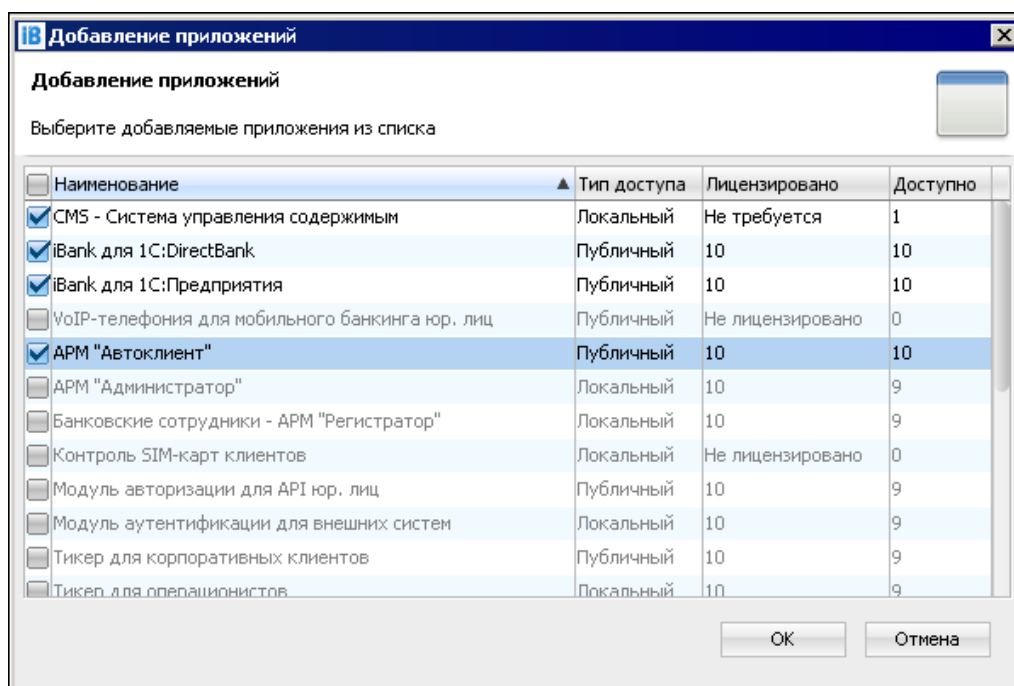 iB Добавление приложений
Добавление приложений
Выберите добавляемые приложения из списка
Наименование Тип доступа Лицензировано Доступно
CMS - Система управления содержимым Локальный Не требуется 1
iBank для 1С:DirectBank Публичный 10 10
iBank для 1С:Предприятия Публичный 10 10
VoIP-телефония для мобильного банкинга юр. лиц Публичный Не лицензировано 0
АРМ "Автоклиент" Публичный 10 10
АРМ "Администратор" Локальный 10 9
Банковские сотрудники - АРМ "Регистратор" Локальный 10 9
Контроль SIM-карт клиентов Локальный Не лицензировано 0
Модуль авторизации для API юр. лиц Публичный 10 9
Модуль аутентификации для внешних систем Локальный 10 9
Тикер для корпоративных клиентов Публичный 10 9
Тикер для операционистов Локальный 10 9
OK Отмена